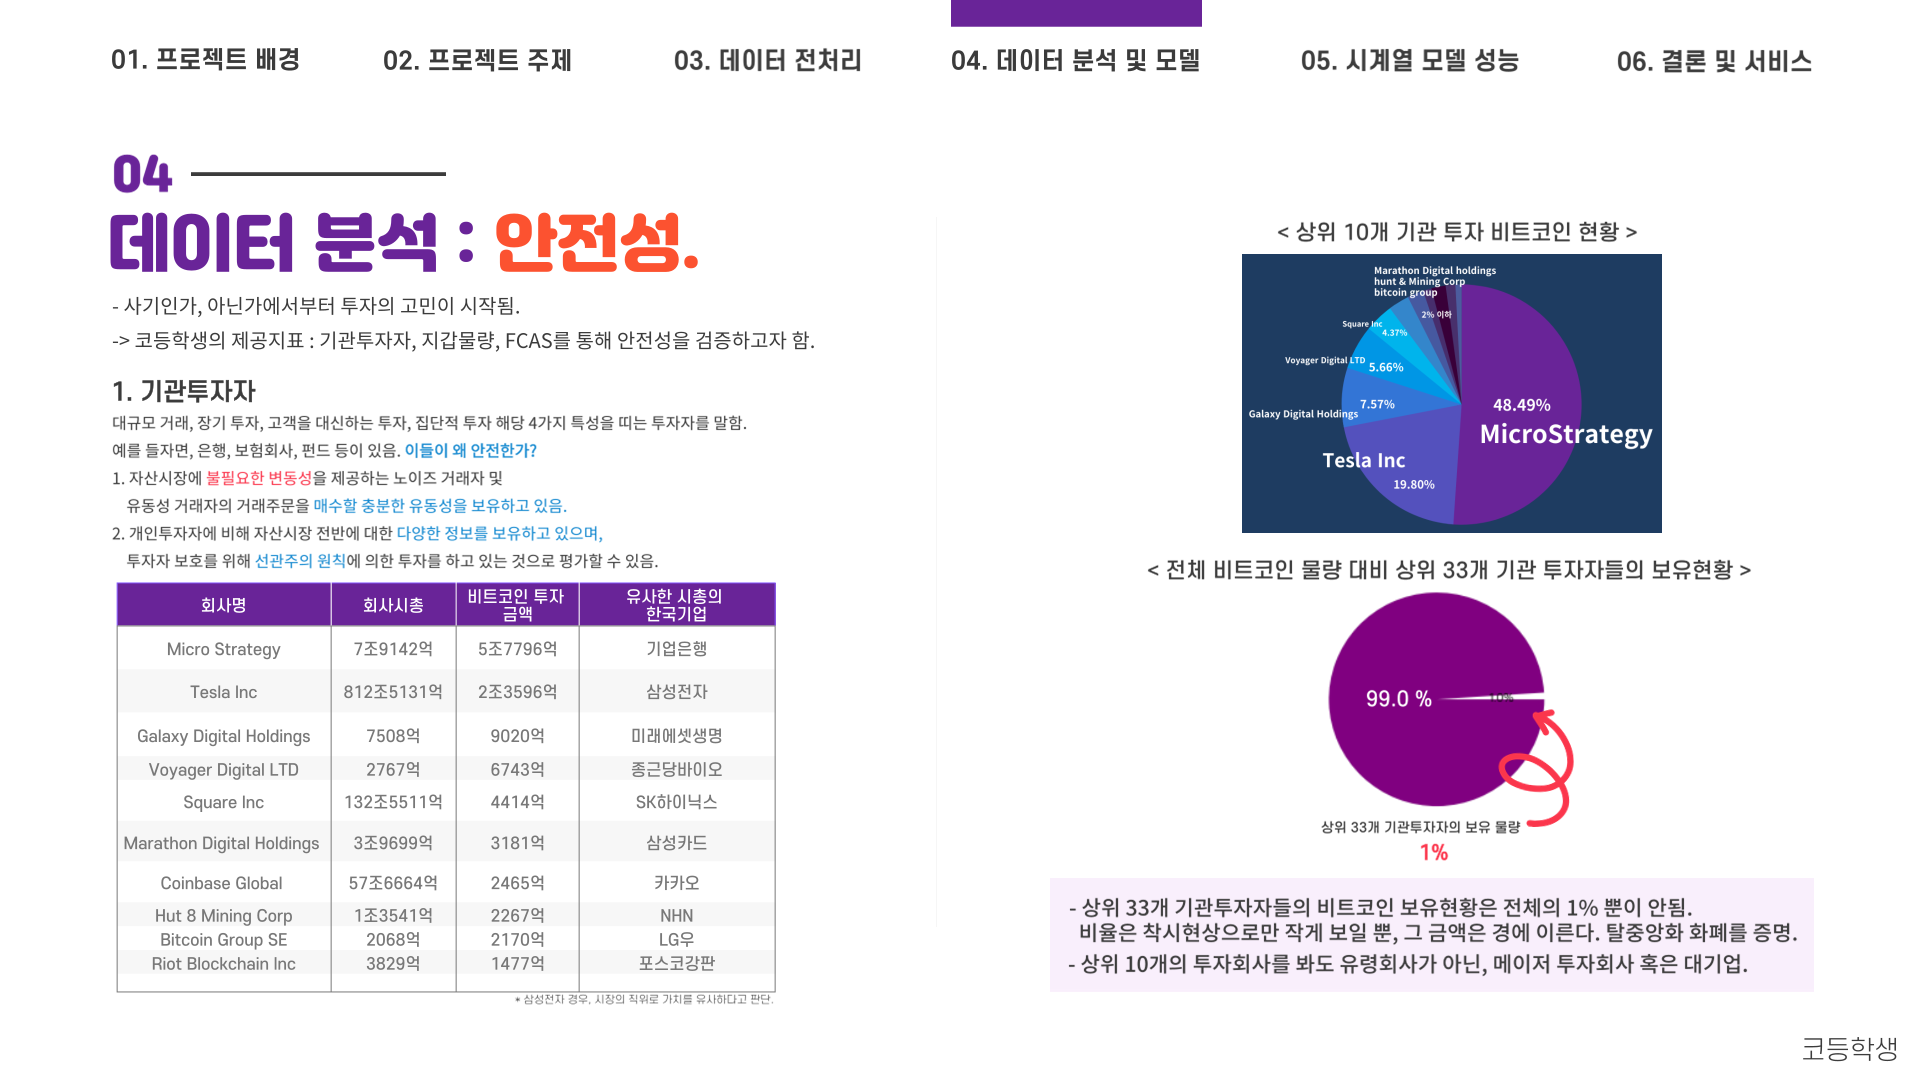 01. 프로젝트 배경
02. 프로젝트 주제
03. 데이터 전처리
04. 데이터 분석 및 모델
05. 시계열 모델 성능
06. 결론 및 서비스
04
데이터 분석 : 안전성.
- 사기인가, 아닌가에서부터 투자의 고민이 시작됨.
-> 코등학생의 제공지표 : 기관투자자, 지갑물량, FCAS를 통해 안전성을 검증하고자 함.
1. 기관투자자
대규모 거래, 장기 투자, 고객을 대신하는 투자, 집단적 투자 해당 4가지 특성을 띠는 투자자를 말함.
예를 들자면, 은행, 보험회사, 펀드 등이 있음. 이들이 왜 안전한가?
1. 자산시장에 불필요한 변동성을 제공하는 노이즈 거래자 및
유동성 거래자의 거래주문을 매수할 충분한 유동성을 보유하고 있음.
2. 개인투자자에 비해 자산시장 전반에 대한 다양한 정보를 보유하고 있으며,
투자자 보호를 위해 선관주의 원칙에 의한 투자를 하고 있는 것으로 평가할 수 있음.
회사명 회사시총 비트코인 투자 금액 유사한 시총의 한국기업
Micro Strategy 7조9142억 5조7796억 기업은행
Tesla Inc 812조5131억 2조3596억 삼성전자
Galaxy Digital Holdings 7508억 9020억 미래에셋생명
Voyager Digital LTD 2767억 6743억 종근당바이오
Square Inc 132조5511억 4414억 SK하이닉스
Marathon Digital Holdings 3조9699억 3181억 삼성카드
Coinbase Global 57조6664억 2465억 카카오
Hut 8 Mining Corp 1조3541억 2267억 NHN
Bitcoin Group SE 2068억 2170억 LG우
Riot Blockchain Inc 3829억 1477억 포스코강판
* 삼성전자 경우, 시장의 직위로 가치를 유사하다고 판단.
< 상위 10개 기관 투자 비트코인 현황 >
Marathon Digital holdings
hunt & Mining Corp
bitcoin group
2% 이하
Square Inc
4.37%
Voyager Digital LTD
5.66%
Galaxy Digital Holdings
7.57%
48.49%
MicroStrategy
Tesla Inc
19.80%
< 전체 비트코인 물량 대비 상위 33개 기관 투자자들의 보유현황 >
99.0 %
1.0%
상위 33개 기관투자자의 보유 물량
1%
- 상위 33개 기관투자자들의 비트코인 보유현황은 전체의 1% 뿐이 안됨.
비율은 착시현상으로만 작게 보일 뿐, 그 금액은 경에 이른다. 탈중앙화 화폐를 증명.
- 상위 10개의 투자회사를 봐도 유령회사가 아닌, 메이저 투자회사 혹은 대기업.
코등학생